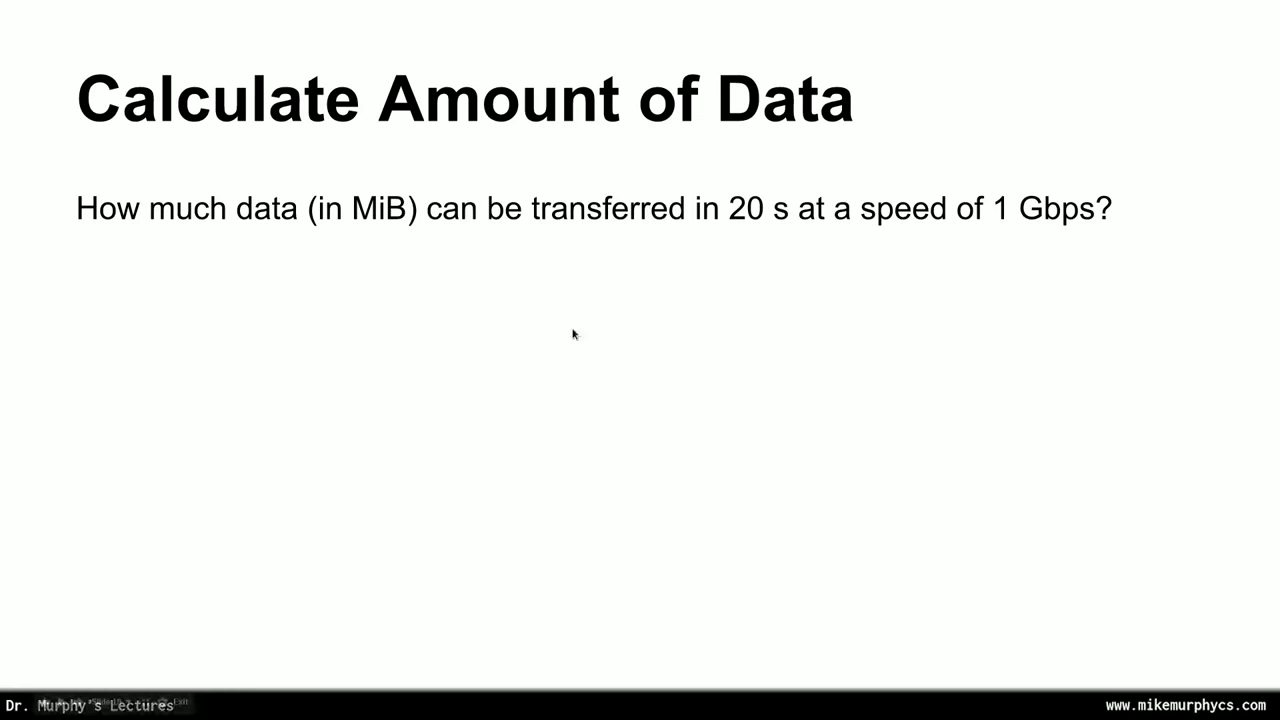 Calculate Amount of Data
How much data (in MiB) can be transferred in 20 s at a speed of 1 Gbps?
Dr. Murphy's Lectures
www.mikemurphycs.com